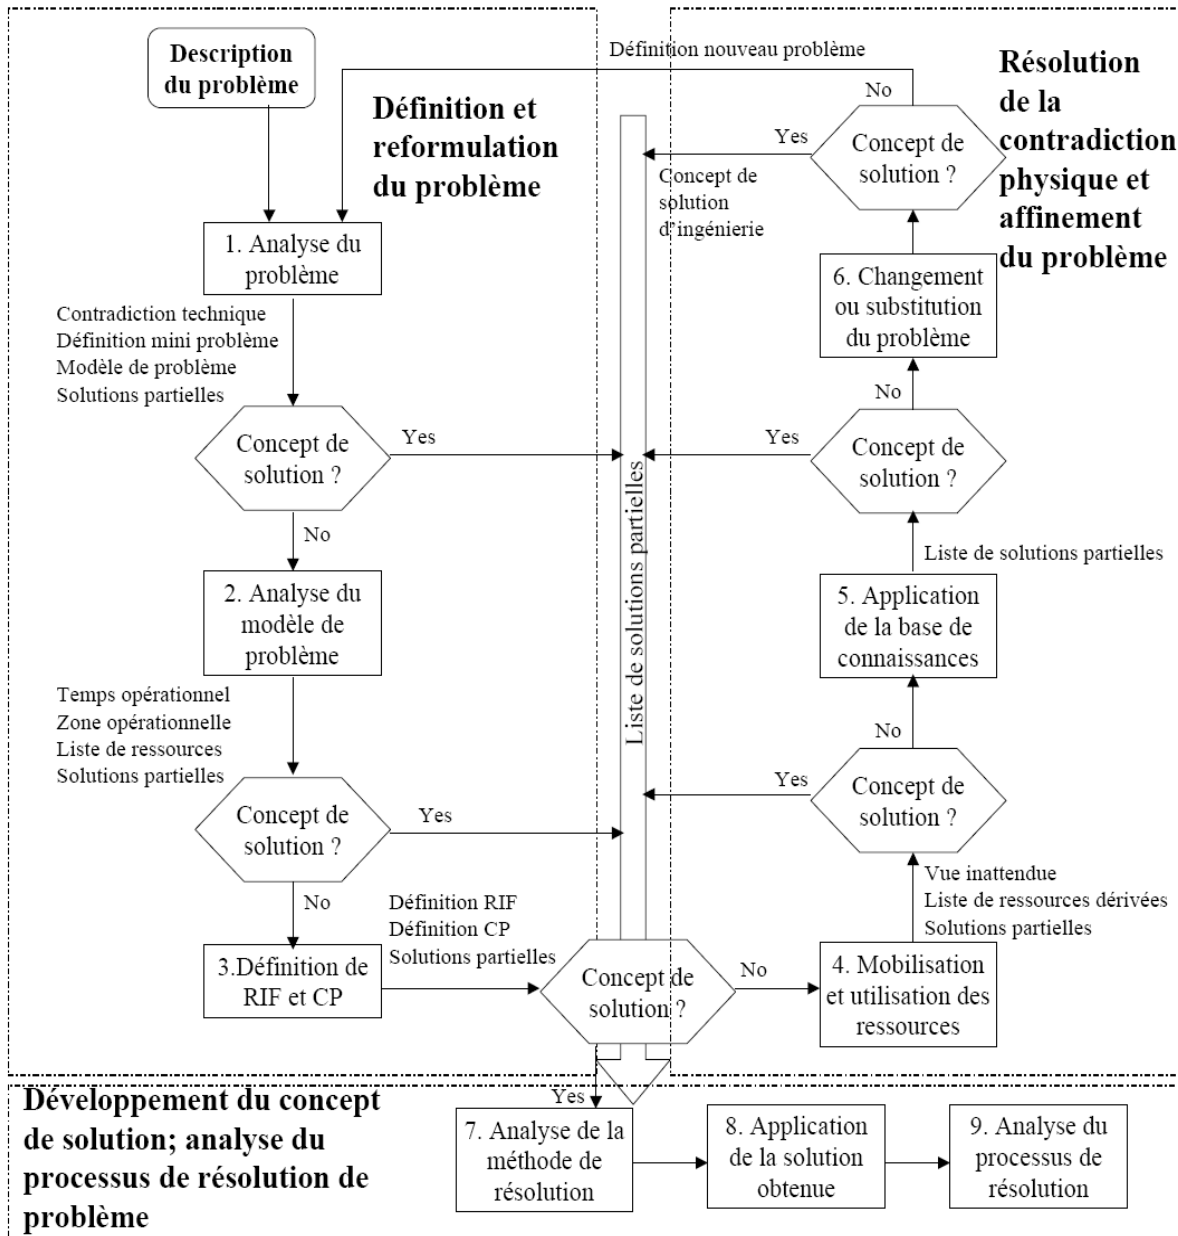 Description
du problème
Définition et
reformulation
du problème
1. Analyse du
problème
Contradiction technique
Définition mini problème
Modèle de problème
Solutions partielles
Concept de
solution ?
Yes
No
2. Analyse du
modèle de
problème
Temps opérationnel
Zone opérationnelle
Liste de ressources
Solutions partielles
Concept de
solution ?
Yes
No
3.Définition de
RIF et CP
Définition RIF
Définition CP
Solutions partielles
Concept de
solution ?
No
Yes
Liste de solutions partielles
Résolution
de la
contradiction
physique et
affinement
du problème
4. Mobilisation
et utilisation des
ressources
Vue inattendue
Liste de ressources dérivées
Solutions partielles
Concept de
solution ?
Yes
No
5. Application
de la base de
connaissances
Liste de solutions partielles
Concept de
solution ?
Yes
No
6. Changement
ou substitution
du problème
Concept de
solution ?
Yes
Concept de
solution
d'ingénierie
No
Définition nouveau problème
Développement du concept
de solution; analyse du
processus de résolution de
problème
7. Analyse de la
méthode de
résolution
8. Application
de la solution
obtenue
9. Analyse du
processus de
résolution